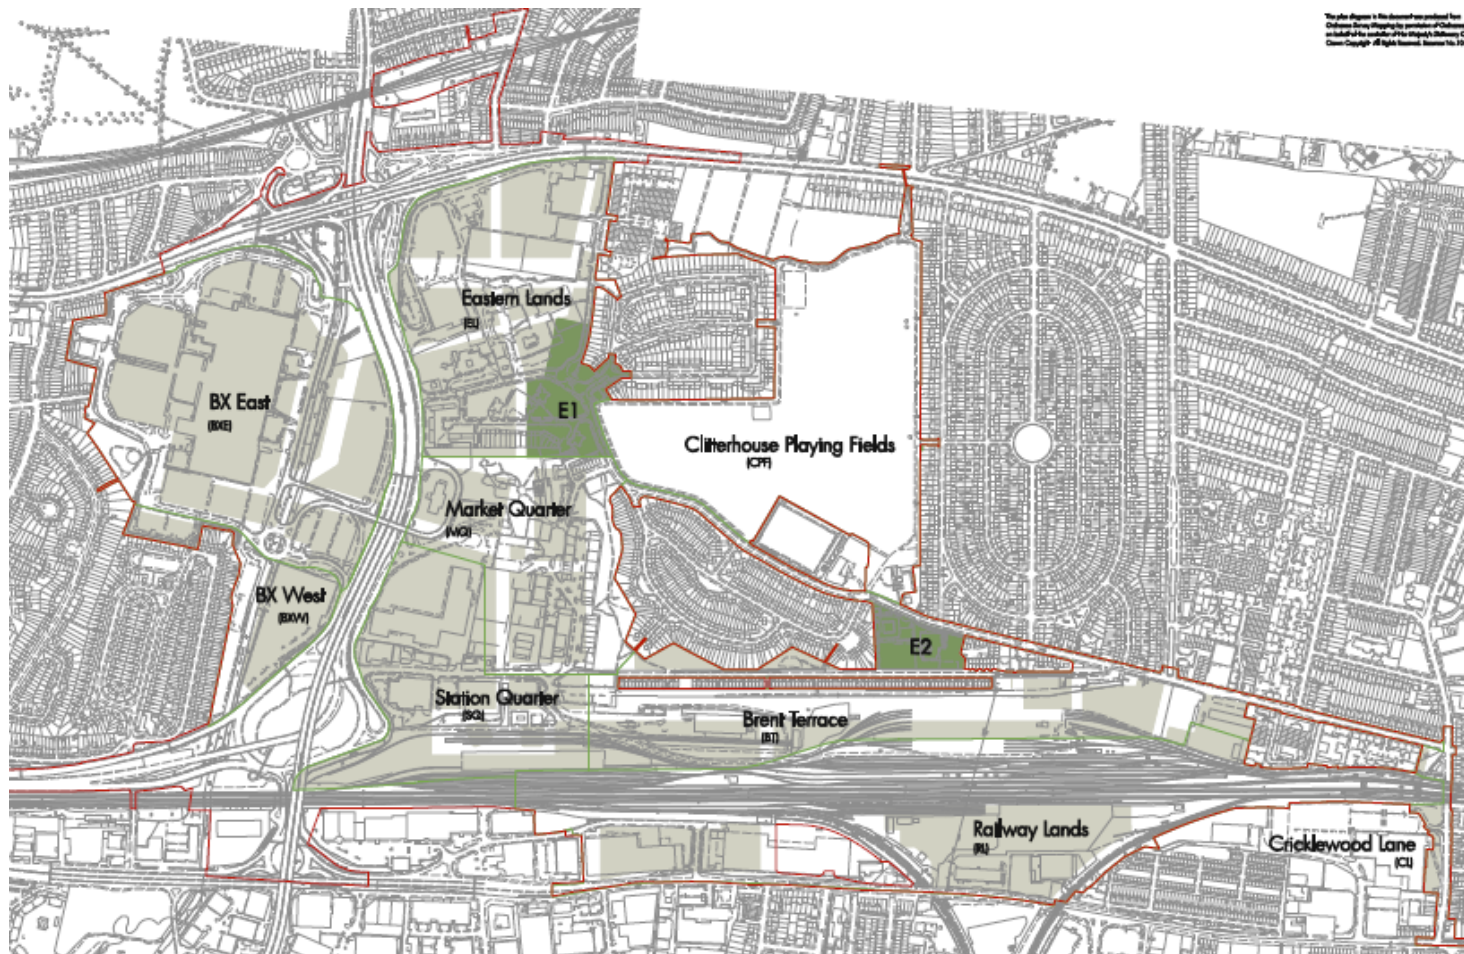 Eastern Lands
(EL)
BX East
(BXE)
E1
Clitterhouse Playing Fields
(CPF)
Market Quarter
(MQ)
BX West
(BXW)
E2
Station Quarter
(SQ)
Brent Terrace
(BT)
Railway Lands
(RL)
Cricklewood Lane
(CL)